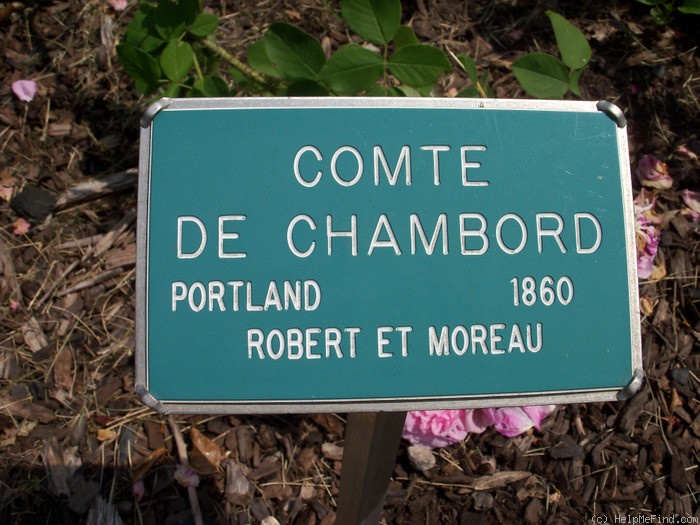 COMTE
DE CHAMBORD
PORTLAND 1860
ROBERT ET MOREAU
(c) HelpMeFind.com